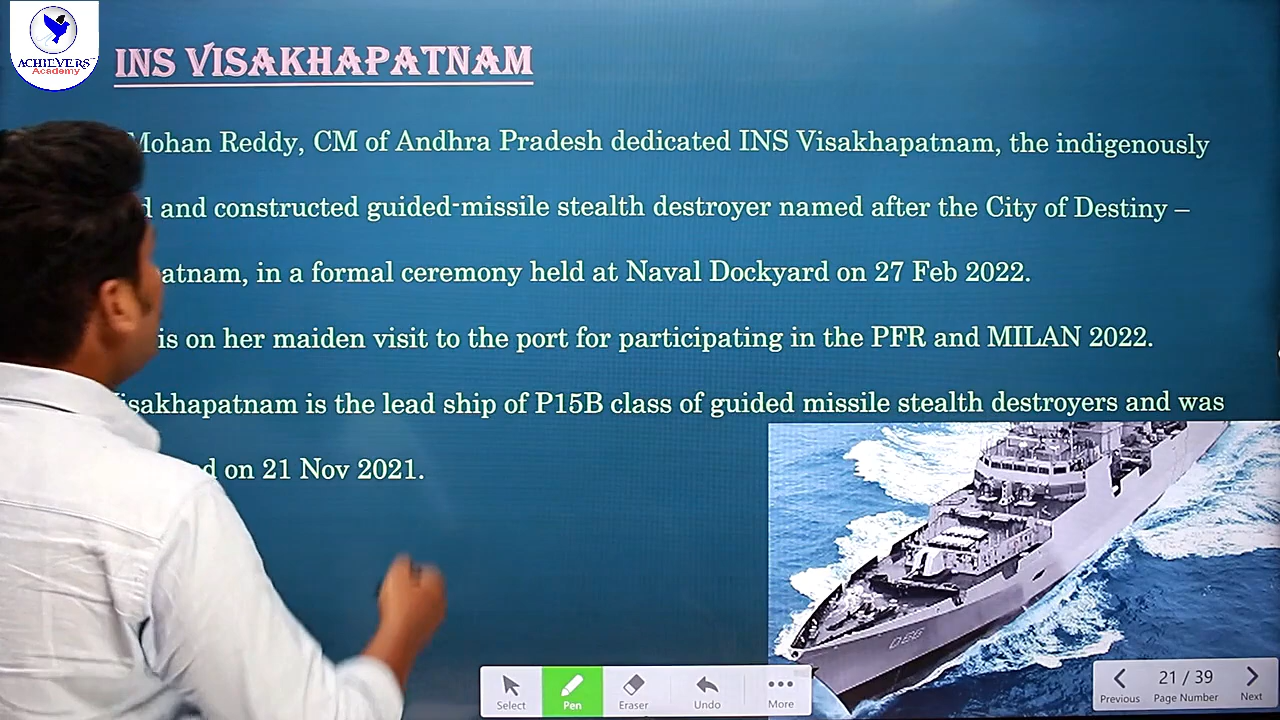 ACHIEVERS
Academy
INS VISAKHAPATNAM
Mohan Reddy, CM of Andhra Pradesh dedicated INS Visakhapatnam, the indigenously
and constructed guided-missile stealth destroyer named after the City of Destiny –
in a formal ceremony held at Naval Dockyard on 27 Feb 2022.
is on her maiden visit to the port for participating in the PFR and MILAN 2022.
is the lead ship of P15B class of guided missile stealth destroyers and was
on 21 Nov 2021.
D66
Select Pen Eraser Undo More
Previous 21 / 39 Page Number Next